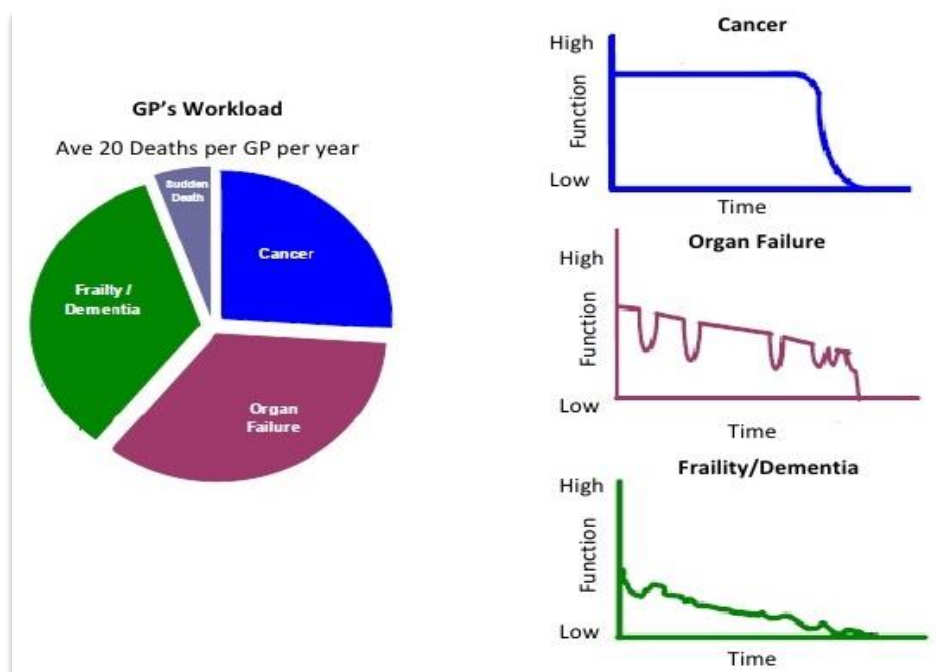 GP's Workload
Ave 20 Deaths per GP per year
Sudden
Death
Cancer
Frailty /
Dementia
Organ
Failure
Cancer
High
Function
Low
Time
Organ Failure
High
Function
Low
Time
Fraility/Dementia
High
Function
Low
Time